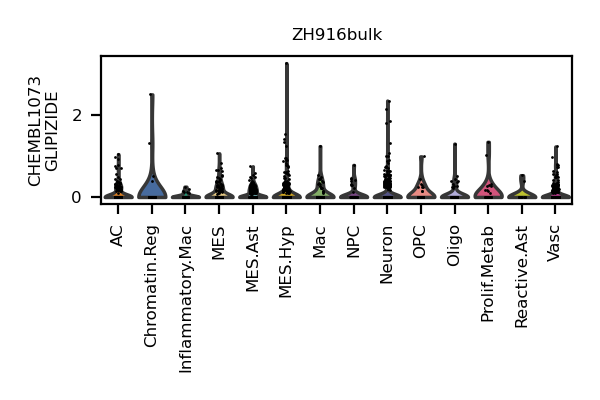 ZH916bulk
CHEMBL1073
GLIPIZIDE
2
0
AC
Chromatin.Reg
Inflammatory.Mac
MES
MES.Ast
MES.Hyp
Mac
NPC
Neuron
OPC
Oligo
Prolif.Metab
Reactive.Ast
Vasc